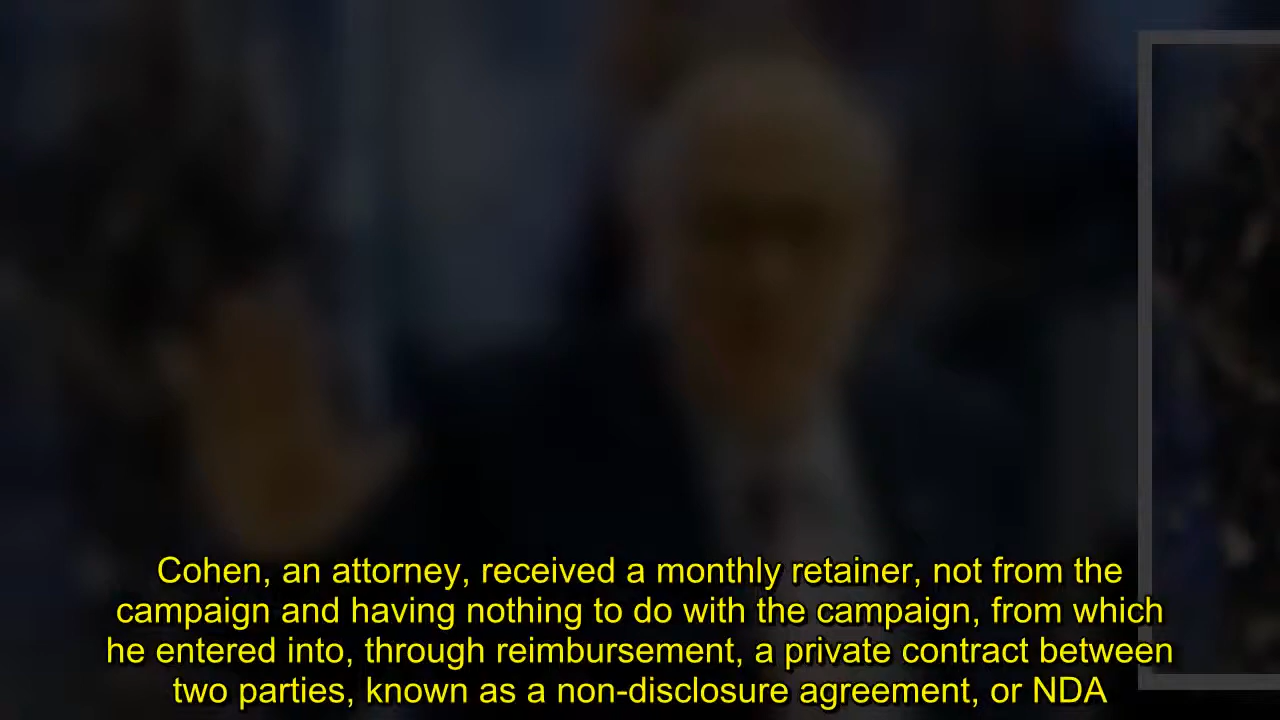 Cohen, an attorney, received a monthly retainer, not from the
campaign and having nothing to do with the campaign, from which
he entered into, through reimbursement, a private contract between
two parties, known as a non-disclosure agreement, or NDA